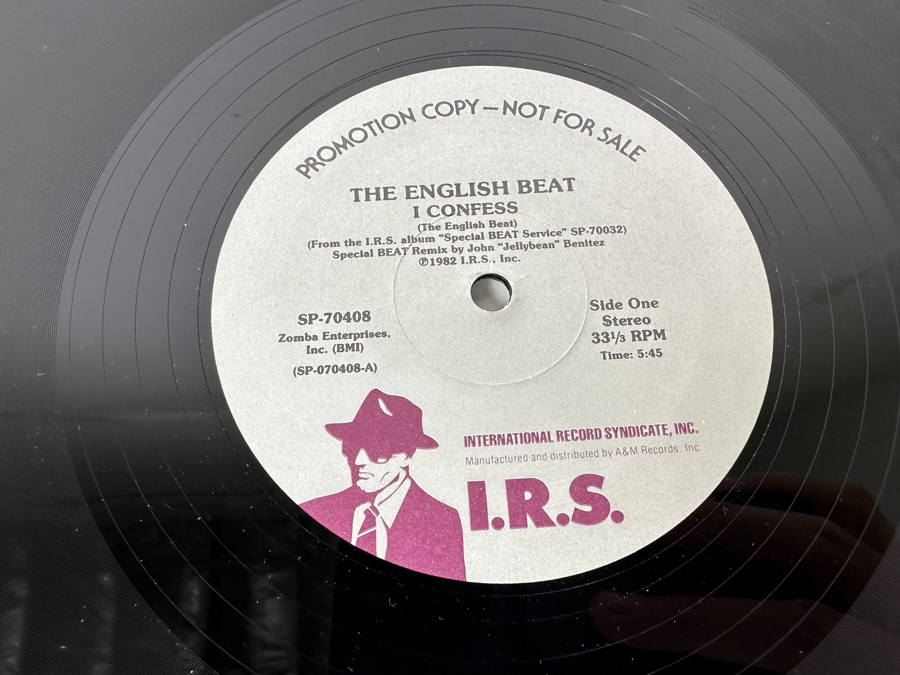 PROMOTION COPY—NOT FOR SALE
THE ENGLISH BEAT
I CONFESS
(The English Beat)
(From the I.R.S. album "Special BEAT Service" SP-70032)
Special BEAT Remix by John "Jellybean" Benitez
℗1982 I.R.S., Inc.
SP-70408
Zomba Enterprises,
Inc. (BMI)
(SP-070408-A)
Side One
Stereo
33⅓ RPM
Time: 5:45
INTERNATIONAL RECORD SYNDICATE, INC.
Manufactured and distributed by A&M Records. Inc
I.R.S.